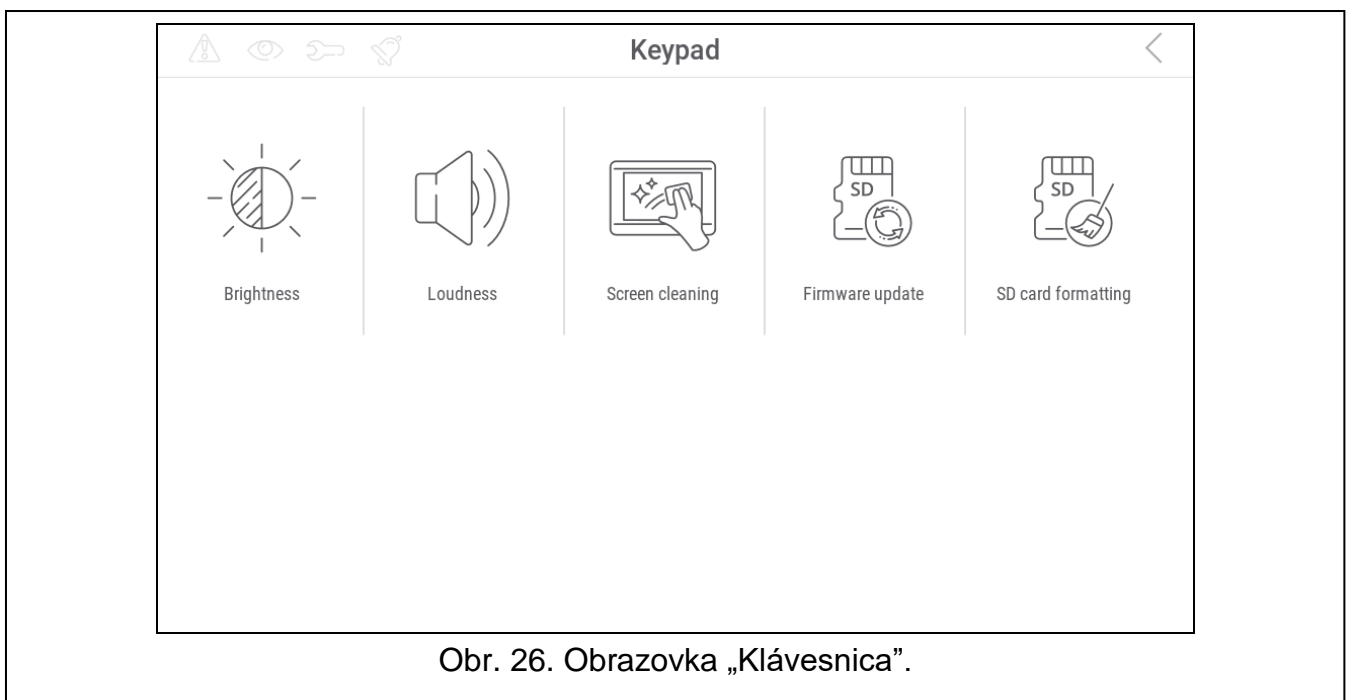 Keypad
SD
SD
Brightness
Loudness
Screen cleaning
Firmware update
SD card formatting
Obr. 26. Obrazovka „Klávesnica”.